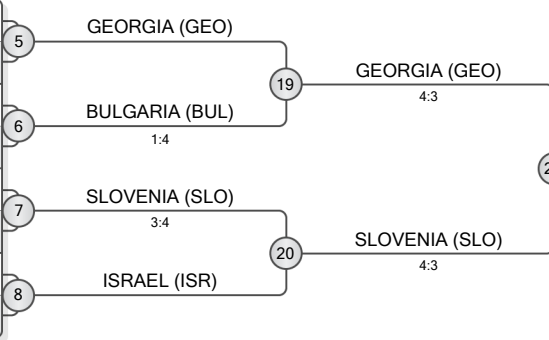 5
GEORGIA (GEO)
6
BULGARIA (BUL)
1:4
19
GEORGIA (GEO)
4:3
7
SLOVENIA (SLO)
3:4
8
ISRAEL (ISR)
20
SLOVENIA (SLO)
4:3